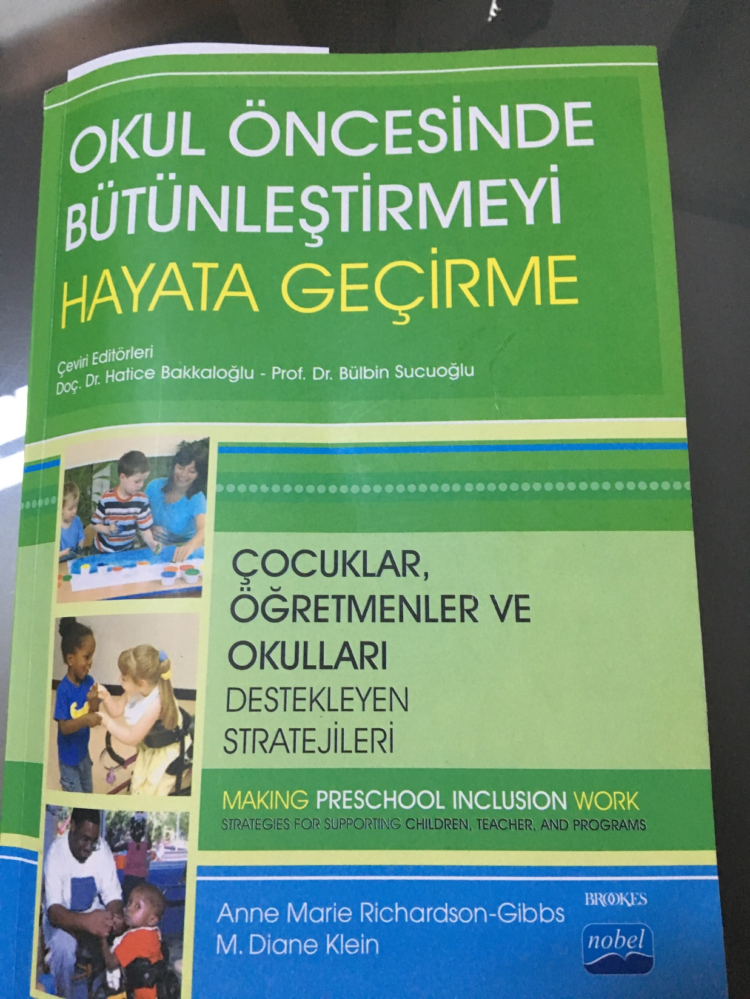 OKUL ÖNCESİNDE
BÜTÜNLEŞTİRMEYİ
HAYATA GEÇİRME
Çeviri Editörleri
Doç. Dr. Hatice Bakkaloğlu - Prof. Dr. Bülbin Sucuoğlu
ÇOCUKLAR,
ÖĞRETMENLER VE
OKULLARI
DESTEKLEYEN
STRATEJİLERİ
MAKING PRESCHOOL INCLUSION WORK
STRATEGIES FOR SUPPORTING CHILDREN, TEACHER, AND PROGRAMS
Anne Marie Richardson-Gibbs
M. Diane Klein
BROOKES
nobel